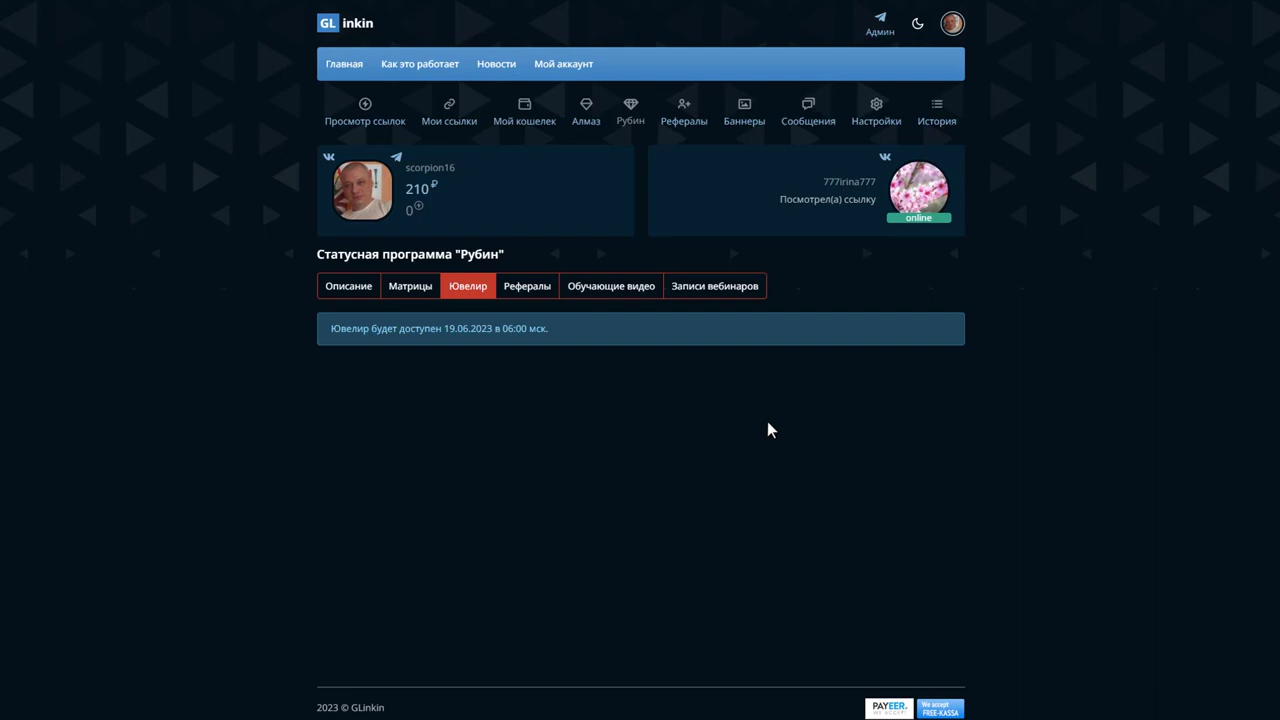 GL inkin
Админ
Главная Как это работает Новости Мой аккаунт
Просмотр ссылок Мои ссылки Мой кошелек Алмаз Рубин Рефералы Баннеры Сообщения Настройки История
scorpion16
210 ₽
0
777irina777
Посмотрел(а) ссылку
online
Статусная программа "Рубин"
Описание Матрицы Ювелир Рефералы Обучающие видео Записи вебинаров
Ювелир будет доступен 19.06.2023 в 06:00 мск.
2023 © GLinkin
PAYEER
WE ACCEPT
We accept
FREE-KASSA